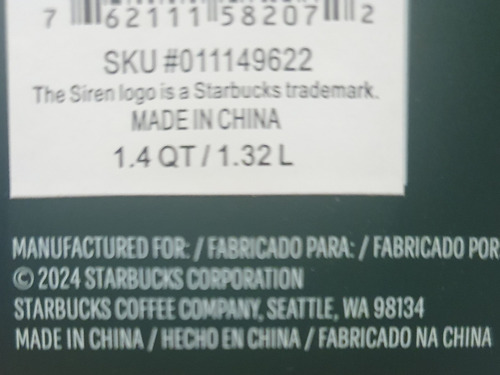 7 62111 58207 2
SKU #011149622
The Siren logo is a Starbucks trademark.
MADE IN CHINA
1.4 QT / 1.32 L
MANUFACTURED FOR: / FABRICADO PARA: / FABRICADO POR
© 2024 STARBUCKS CORPORATION
STARBUCKS COFFEE COMPANY, SEATTLE, WA 98134
MADE IN CHINA / HECHO EN CHINA / FABRICADO NA CHINA